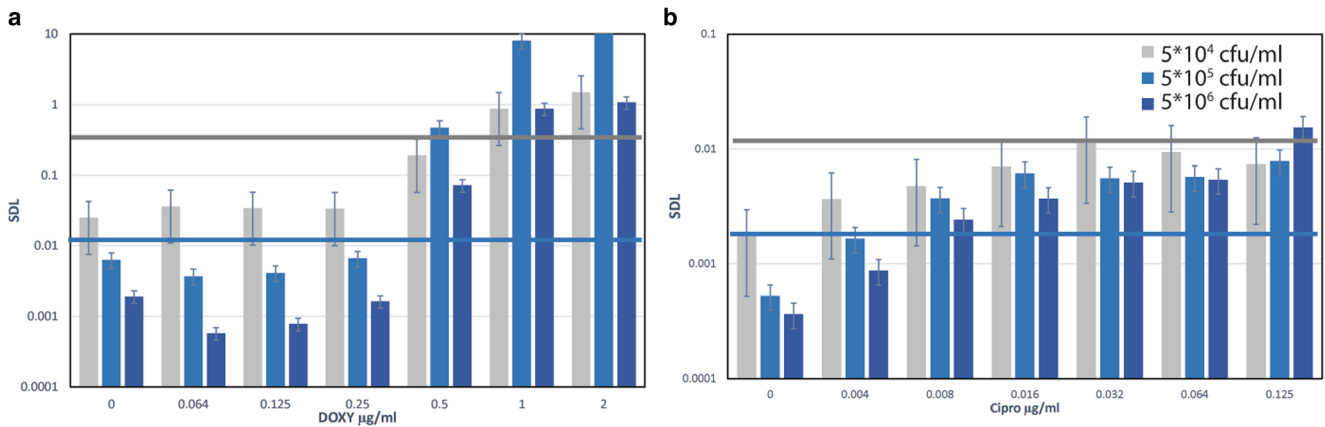 a
10
1
0.1
0.01
0.001
0.0001
SDL
0 0.064 0.125 0.25 0.5 1 2
DOXY μg/ml
b
0.1
0.01
0.001
0.0001
SDL
5*10⁴ cfu/ml
5*10⁵ cfu/ml
5*10⁶ cfu/ml
0 0.004 0.008 0.016 0.032 0.064 0.125
Cipro μg/ml